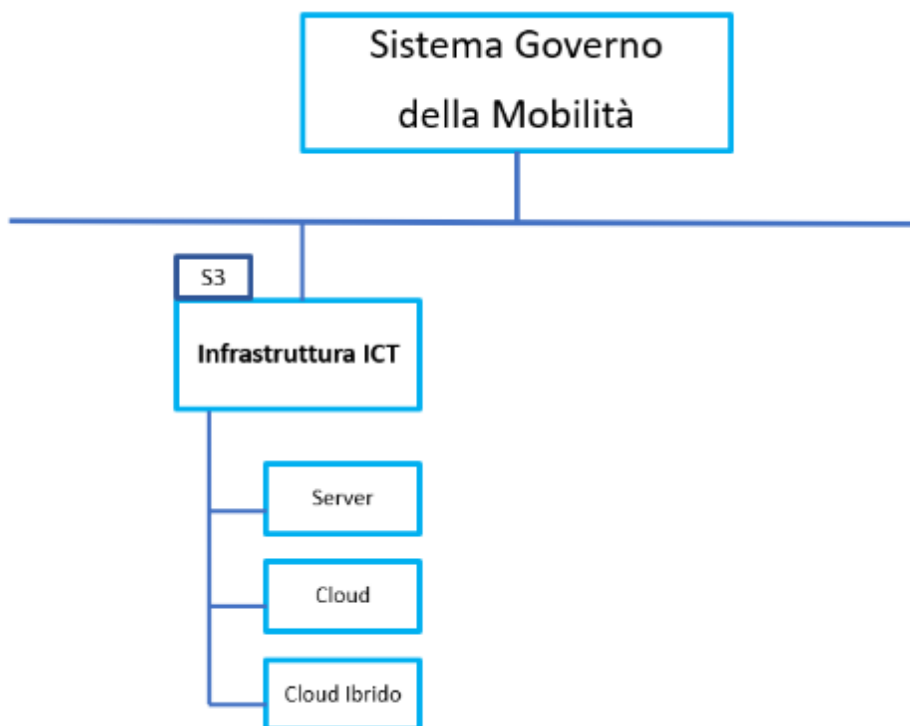 Sistema Governo
della Mobilità
S3
Infrastruttura ICT
Server
Cloud
Cloud Ibrido